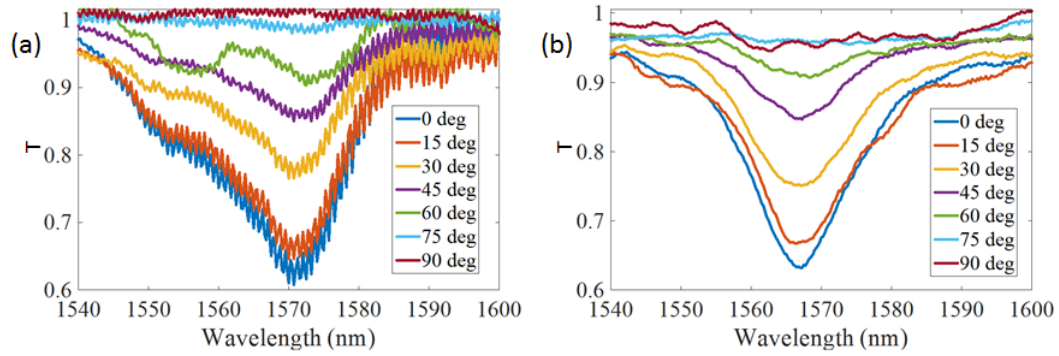 (a)
T
1
0.9
0.8
0.7
0.6
1540 1550 1560 1570 1580 1590 1600
Wavelength (nm)
0 deg
15 deg
30 deg
45 deg
60 deg
75 deg
90 deg
(b)
T
1
0.9
0.8
0.7
0.6
1540 1550 1560 1570 1580 1590 1600
Wavelength (nm)
0 deg
15 deg
30 deg
45 deg
60 deg
75 deg
90 deg